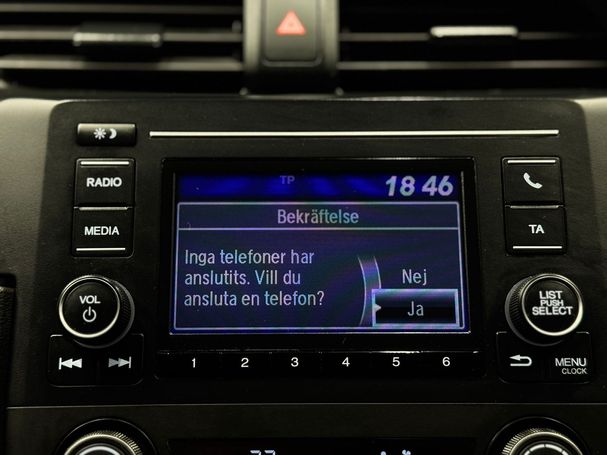 TP 18 46
RADIO
Bekräftelse
MEDIA
TA
Inga telefoner har
anslutits. Vill du
ansluta en telefon?
Nej
Ja
VOL
LIST
PUSH
SELECT
1 2 3 4 5 6
MENU
CLOCK